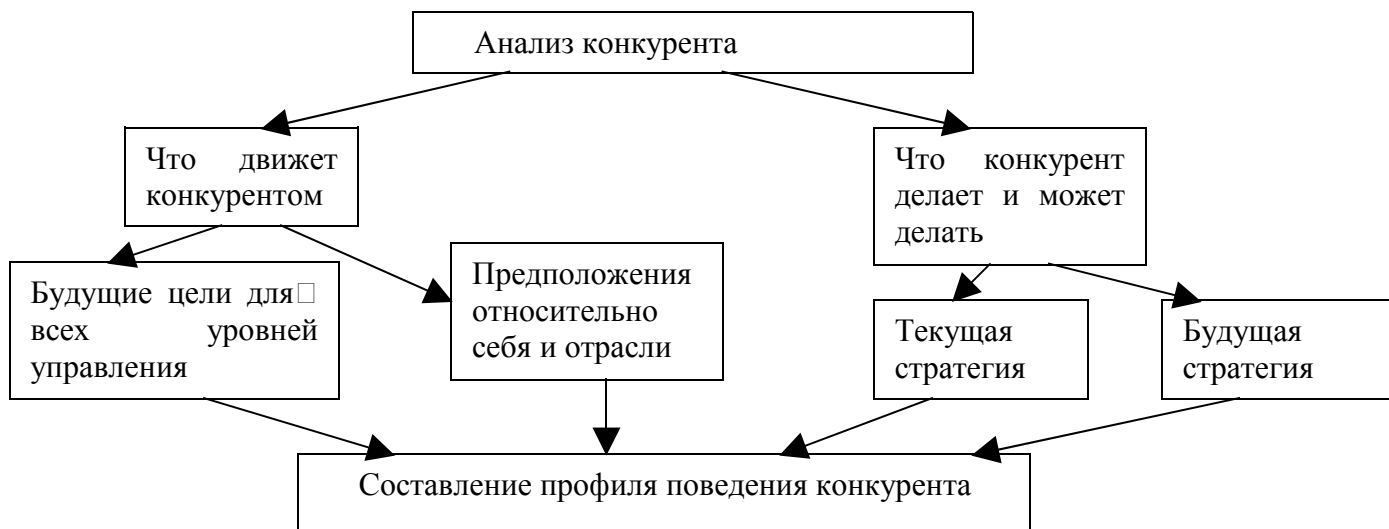 Анализ конкурента
Что движет
конкурентом
Что конкурент
делает и может
делать
Будущие цели для
всех уровней
управления
Предположения
относительно
себя и отрасли
Текущая
стратегия
Будущая
стратегия
Составление профиля поведения конкурента